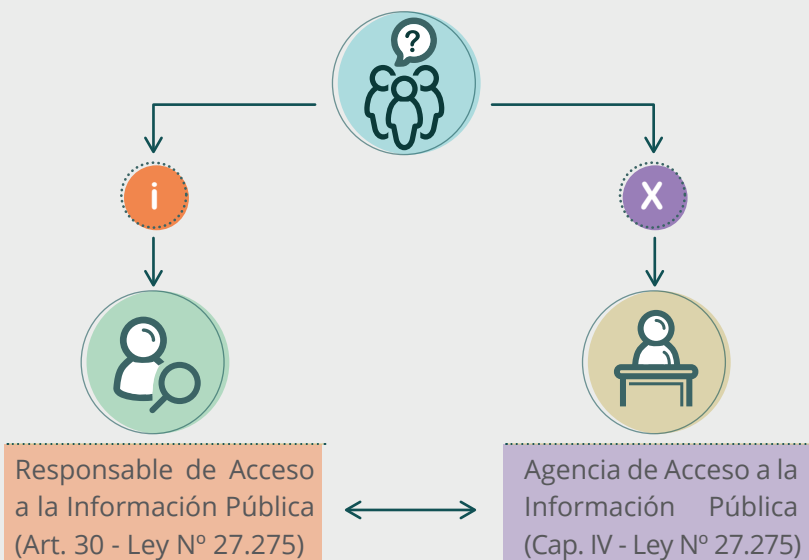 ?
i
X
Responsable de Acceso
a la Información Pública
(Art. 30 - Ley Nº 27.275)
Agencia de Acceso a la
Información Pública
(Cap. IV - Ley Nº 27.275)